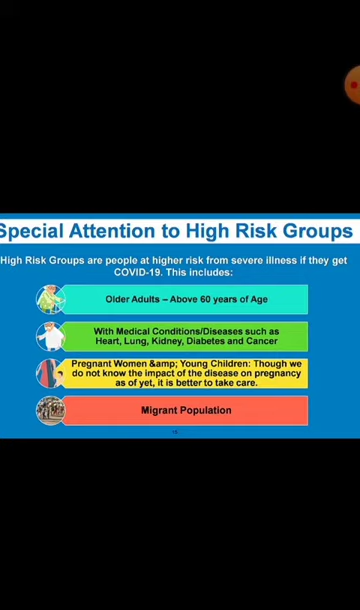 Special Attention to High Risk Groups
High Risk Groups are people at higher risk from severe illness if they get
COVID-19. This includes:
Older Adults – Above 60 years of Age
With Medical Conditions/Diseases such as
Heart, Lung, Kidney, Diabetes and Cancer
Pregnant Women &amp; Young Children: Though we
do not know the impact of the disease on pregnancy
as of yet, it is better to take care.
Migrant Population